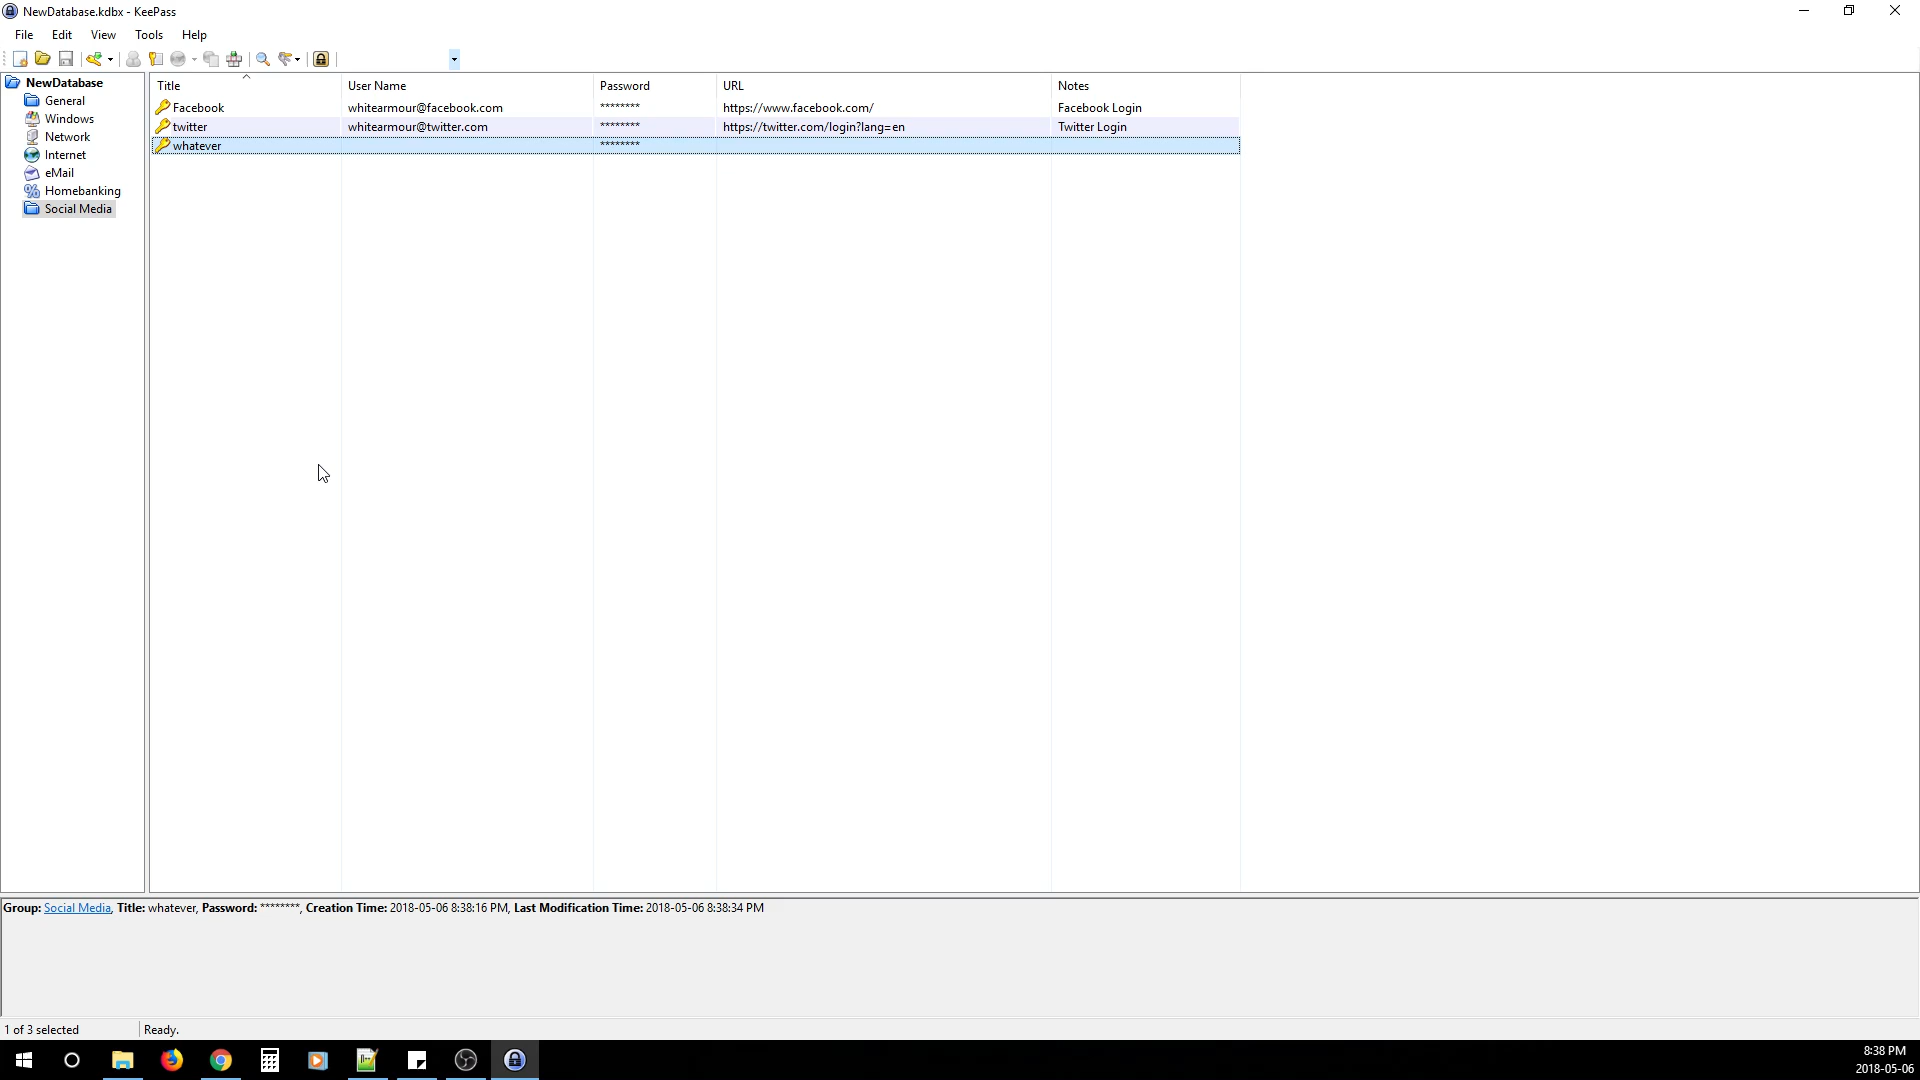 NewDatabase.kdbx - KeePass
File Edit View Tools Help
NewDatabase
General
Windows
Network
Internet
eMail
Homebanking
Social Media
Title User Name Password URL Notes
Facebook whitearmour@facebook.com ******** https://www.facebook.com/ Facebook Login
twitter whitearmour@twitter.com ******** https://twitter.com/login?lang=en Twitter Login
whatever ********
Group: Social Media, Title: whatever, Password: ********, Creation Time: 2018-05-06 8:38:16 PM, Last Modification Time: 2018-05-06 8:38:34 PM
1 of 3 selected Ready.
8:38 PM
2018-05-06